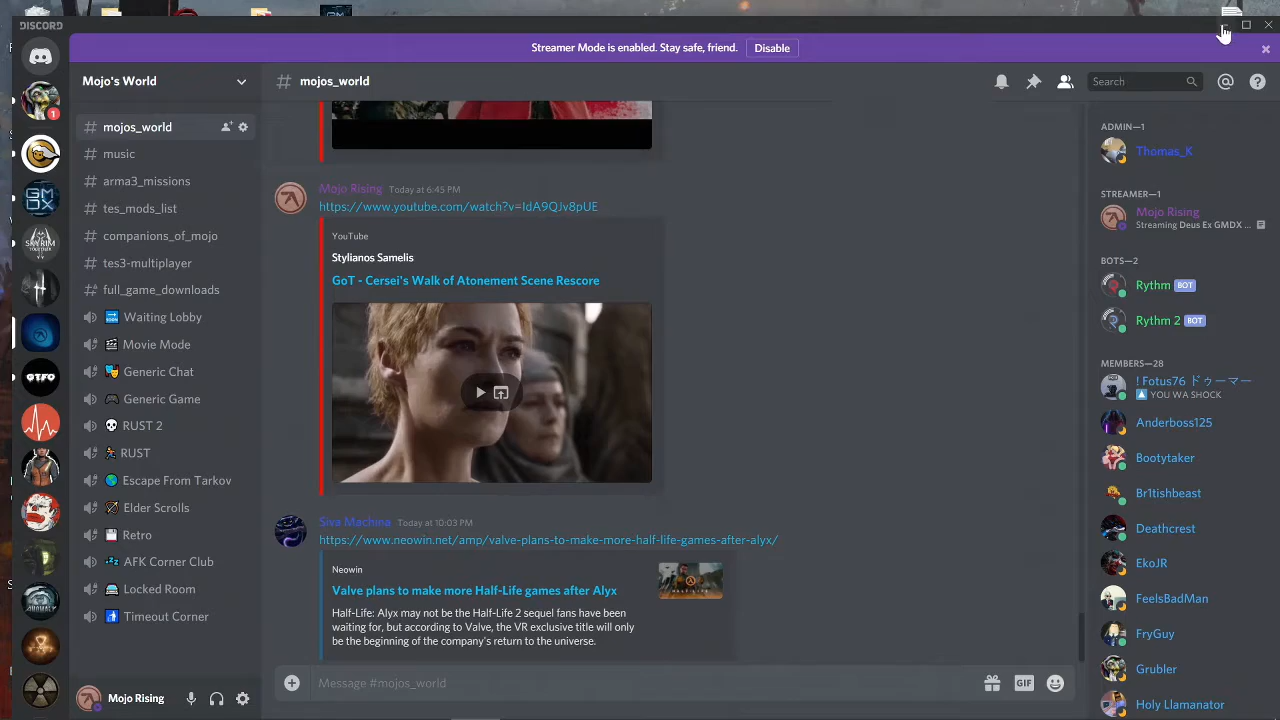 DISCORD
Streamer Mode is enabled. Stay safe, friend.
Disable
Mojo's World
mojos_world
Search
mojos_world
music
arma3_missions
tes_mods_list
companions_of_mojo
tes3-multiplayer
full_game_downloads
Waiting Lobby
Movie Mode
Generic Chat
Generic Game
RUST 2
RUST
Escape From Tarkov
Elder Scrolls
Retro
AFK Corner Club
Locked Room
Timeout Corner
Mojo Rising
1
GMDX
SKYRIM
TOGETHER
GTFO
ANOMALY
Mojo Rising Today at 6:45 PM
https://www.youtube.com/watch?v=IdA9QJv8pUE
YouTube
Stylianos Samelis
GoT - Cersei's Walk of Atonement Scene Rescore
Siva Machina Today at 10:03 PM
https://www.neowin.net/amp/valve-plans-to-make-more-half-life-games-after-alyx/
Neowin
Valve plans to make more Half-Life games after Alyx
Half-Life: Alyx may not be the Half-Life 2 sequel fans have been
waiting for, but according to Valve, the VR exclusive title will only
be the beginning of the company's return to the universe.
Message #mojos_world
GIF
ADMIN—1
Thomas_K
STREAMER—1
Mojo Rising
Streaming Deus Ex GMDX ...
BOTS—2
Rythm BOT
Rythm 2 BOT
MEMBERS—28
! Fotus76 ドゥーマー
YOU WA SHOCK
Anderboss125
Bootytaker
Br1tishbeast
Deathcrest
EkoJR
FeelsBadMan
FryGuy
Grubler
Holy Llamanator